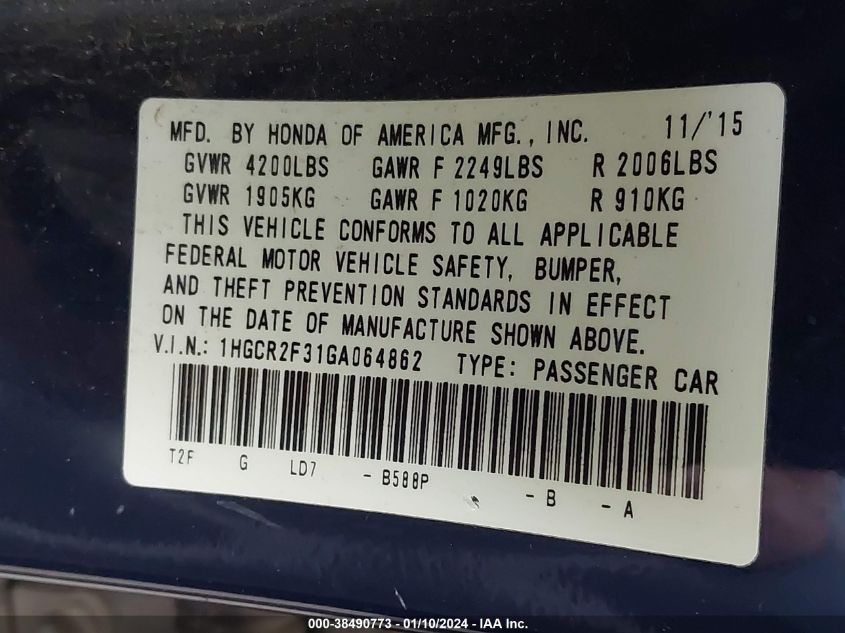 MFD. BY HONDA OF AMERICA MFG., INC. 11/'15
GVWR 4200LBS GAWR F 2249LBS R 2006LBS
GVWR 1905KG GAWR F 1020KG R 910KG
THIS VEHICLE CONFORMS TO ALL APPLICABLE
FEDERAL MOTOR VEHICLE SAFETY, BUMPER,
AND THEFT PREVENTION STANDARDS IN EFFECT
ON THE DATE OF MANUFACTURE SHOWN ABOVE.
V.I.N.: 1HGCR2F31GA064862 TYPE: PASSENGER CAR
T2F G LD7 - B588P - B - A
000-38490773 - 01/10/2024 - IAA Inc.